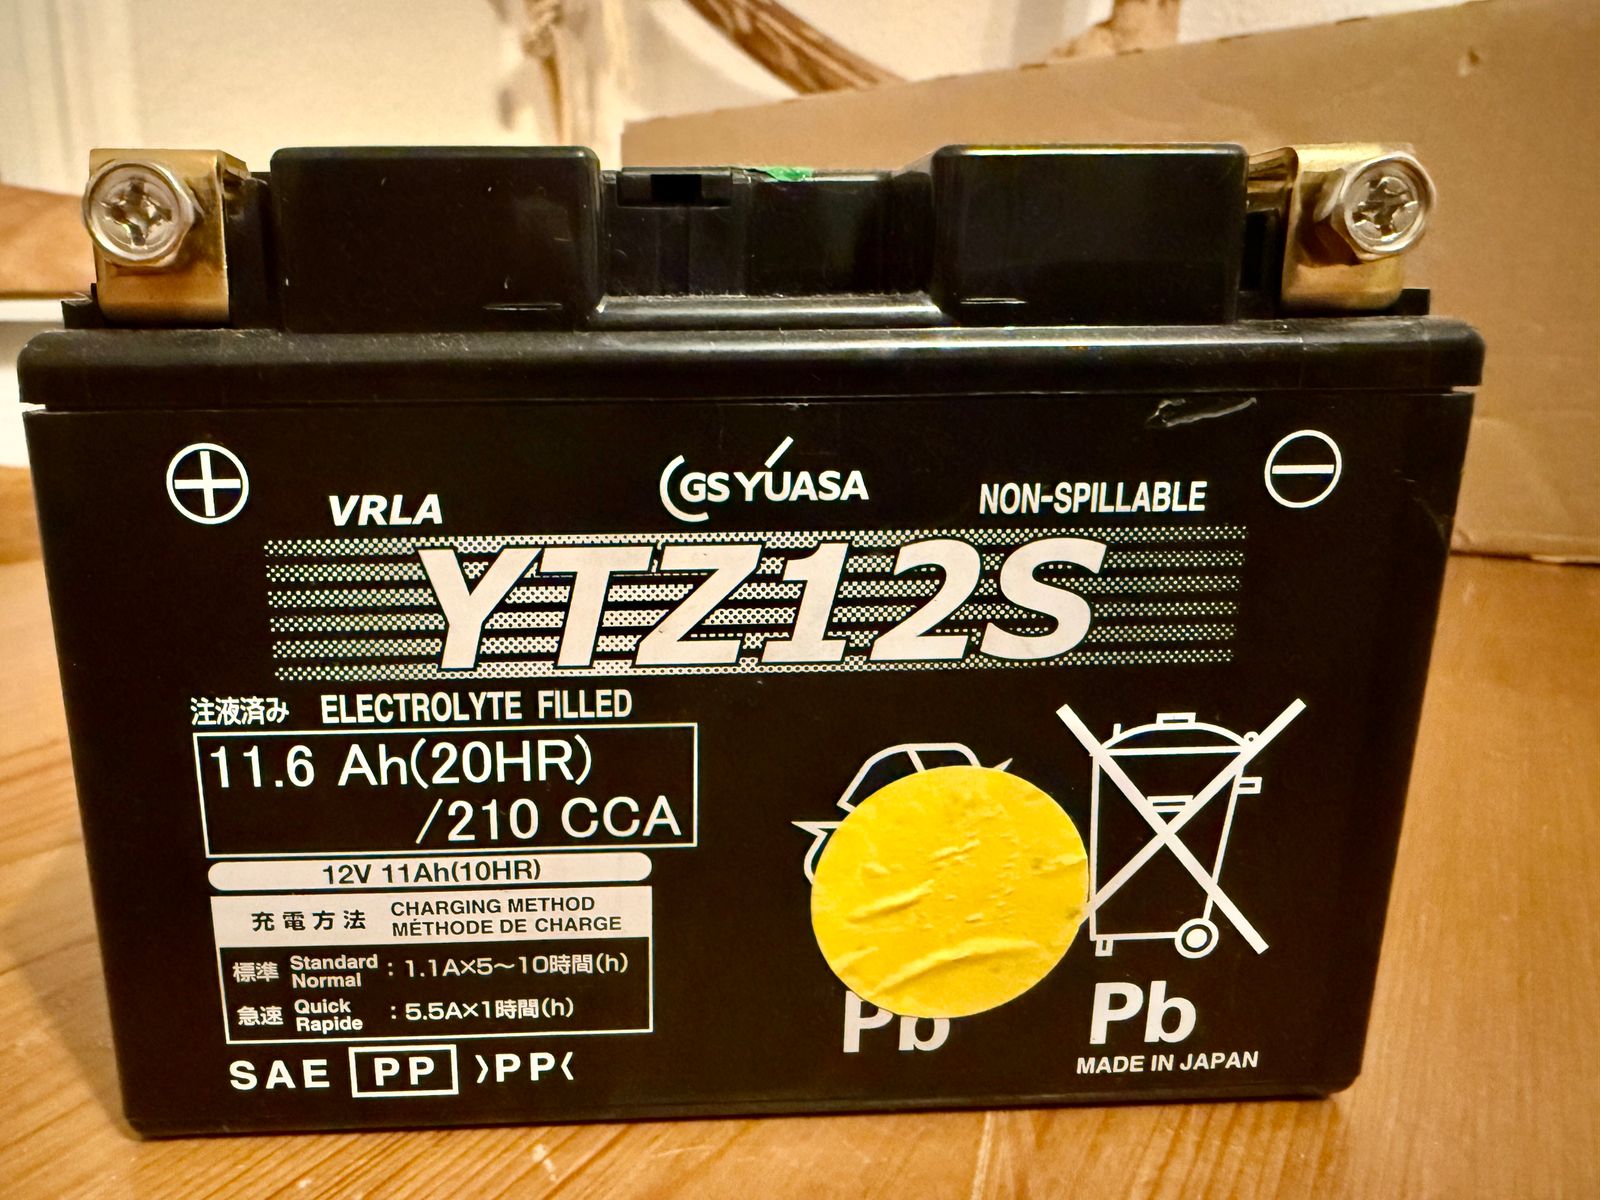 GS YUASA
VRLA
NON-SPILLABLE
YTZ12S
注液済み ELECTROLYTE FILLED
11.6 Ah(20HR)
/210 CCA
12V 11Ah(10HR)
充電方法 CHARGING METHOD
MÉTHODE DE CHARGE
標準 Standard Normal : 1.1A×5~10時間(h)
急速 Quick Rapide : 5.5A×1時間(h)
SAE PP >PP<
Pb
Pb
MADE IN JAPAN